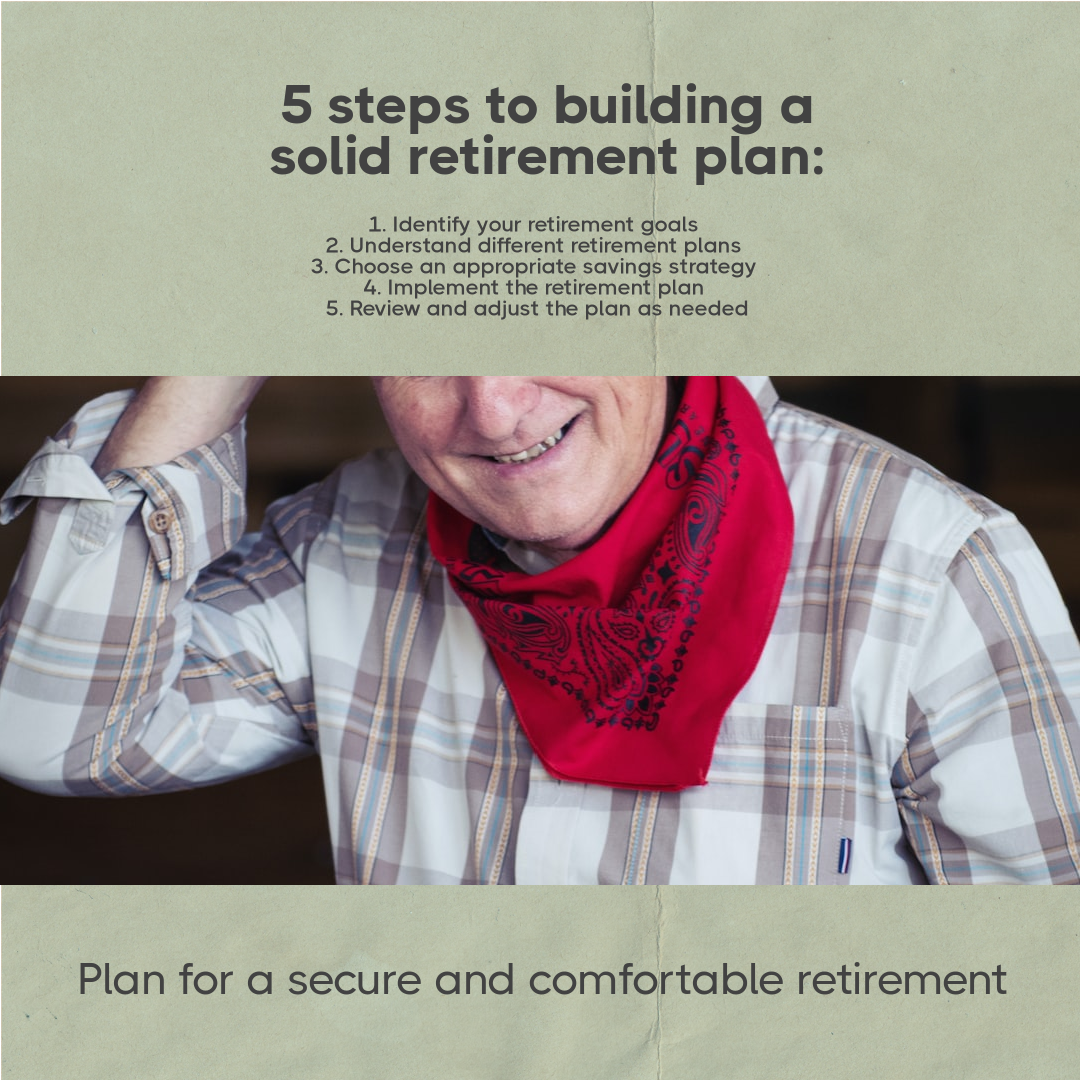 5 steps to building a
solid retirement plan:
1. Identify your retirement goals
2. Understand different retirement plans
3. Choose an appropriate savings strategy
4. Implement the retirement plan
5. Review and adjust the plan as needed
Plan for a secure and comfortable retirement